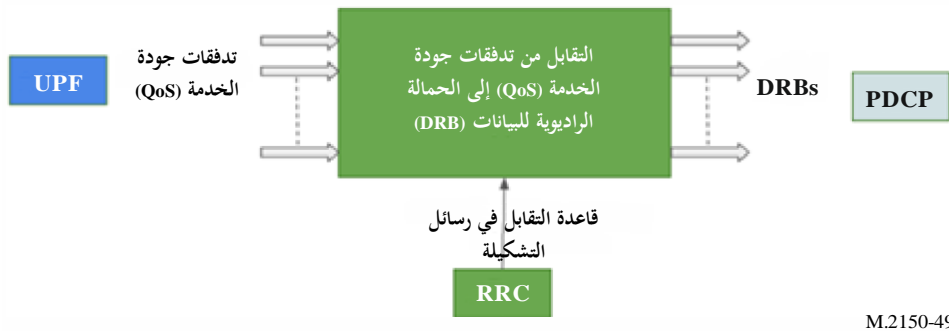 UPF
تدفقات جودة
الخدمة (QoS)
التقابل من تدفقات جودة
الخدمة (QoS) إلى الحمالة
الراديوية للبيانات (DRB)
DRBs
PDCP
قاعدة التقابل في رسائل
التشكيلة
RRC
M.2150-49